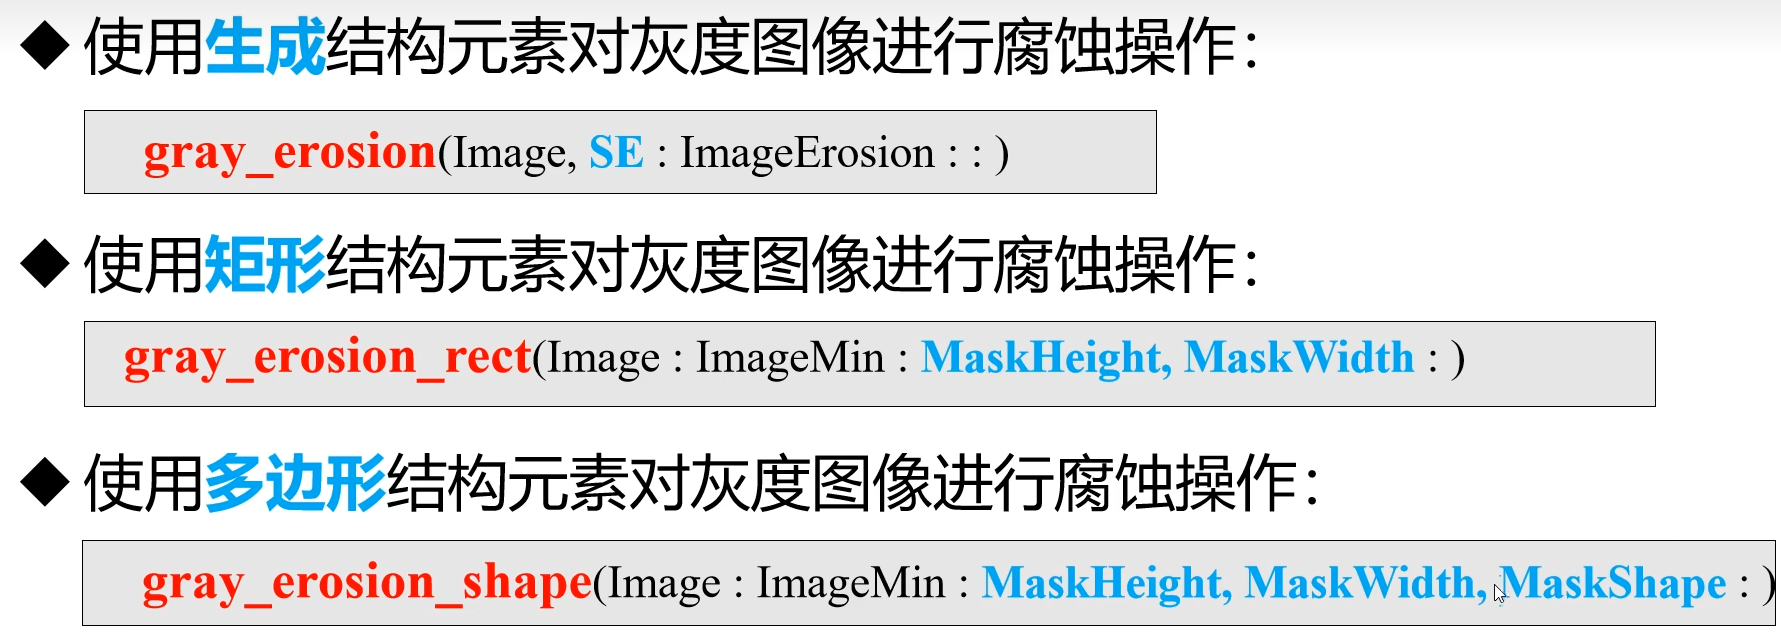 ◆使用生成结构元素对灰度图像进行腐蚀操作：
gray_erosion(Image, SE : ImageErosion : : )
◆使用矩形结构元素对灰度图像进行腐蚀操作：
gray_erosion_rect(Image : ImageMin : MaskHeight, MaskWidth : )
◆使用多边形结构元素对灰度图像进行腐蚀操作：
gray_erosion_shape(Image : ImageMin : MaskHeight, MaskWidth, MaskShape : )